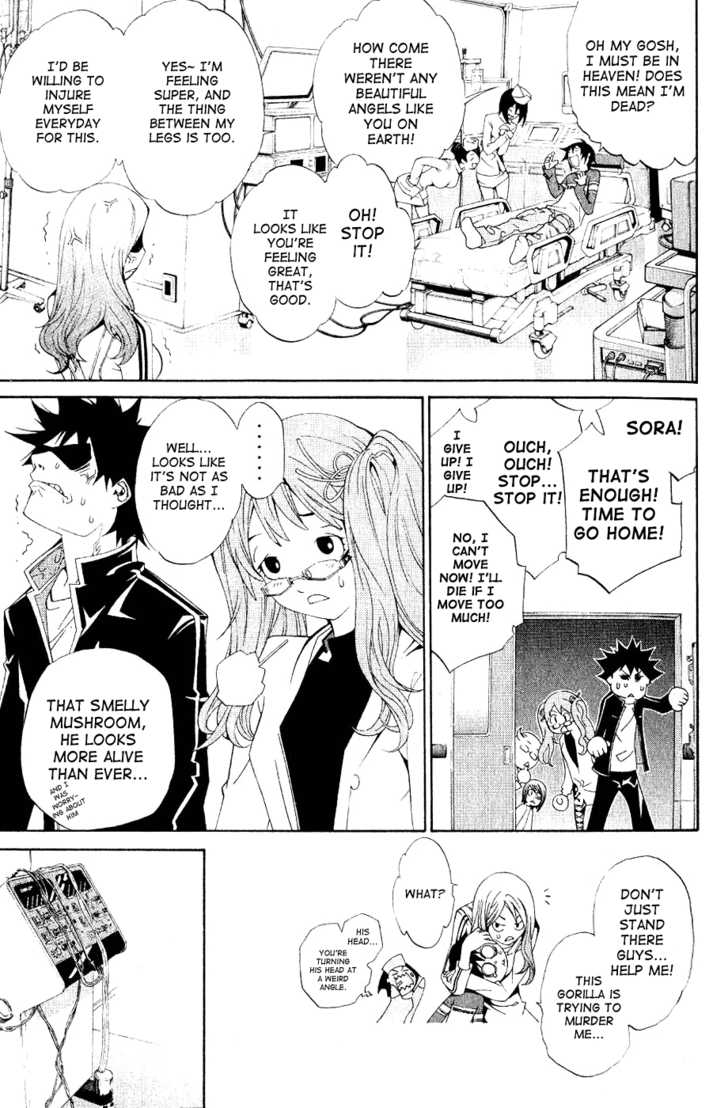 OH MY GOSH,
I MUST BE IN
HEAVEN! DOES
THIS MEAN I'M
DEAD?
HOW COME
THERE
WEREN'T ANY
BEAUTIFUL
ANGELS LIKE
YOU ON
EARTH!
OH!
STOP
IT!
IT
LOOKS LIKE
YOU'RE
FEELING
GREAT,
THAT'S
GOOD.
YES~ I'M
FEELING
SUPER, AND
THE THING
BETWEEN MY
LEGS IS TOO.
I'D BE
WILLING TO
INJURE
MYSELF
EVERYDAY
FOR THIS.
SORA!
THAT'S
ENOUGH!
TIME TO
GO HOME!
OUCH,
OUCH!
STOP...
STOP IT!
I
GIVE
UP! I
GIVE
UP!
NO, I
CAN'T
MOVE
NOW! I'LL
DIE IF I
MOVE TOO
MUCH!
....
WELL...
LOOKS LIKE
IT'S NOT AS
BAD AS I
THOUGHT...
THAT SMELLY
MUSHROOM,
HE LOOKS
MORE ALIVE
THAN EVER...
AND I
WAS
WORRY-
ING ABOUT
HIM
DON'T
JUST
STAND
THERE
GUYS...
HELP ME!
THIS
GORILLA IS
TRYING TO
MURDER
ME...
WHAT?
HIS
HEAD...
YOU'RE
TURNING
HIS HEAD AT
A WEIRD
ANGLE.